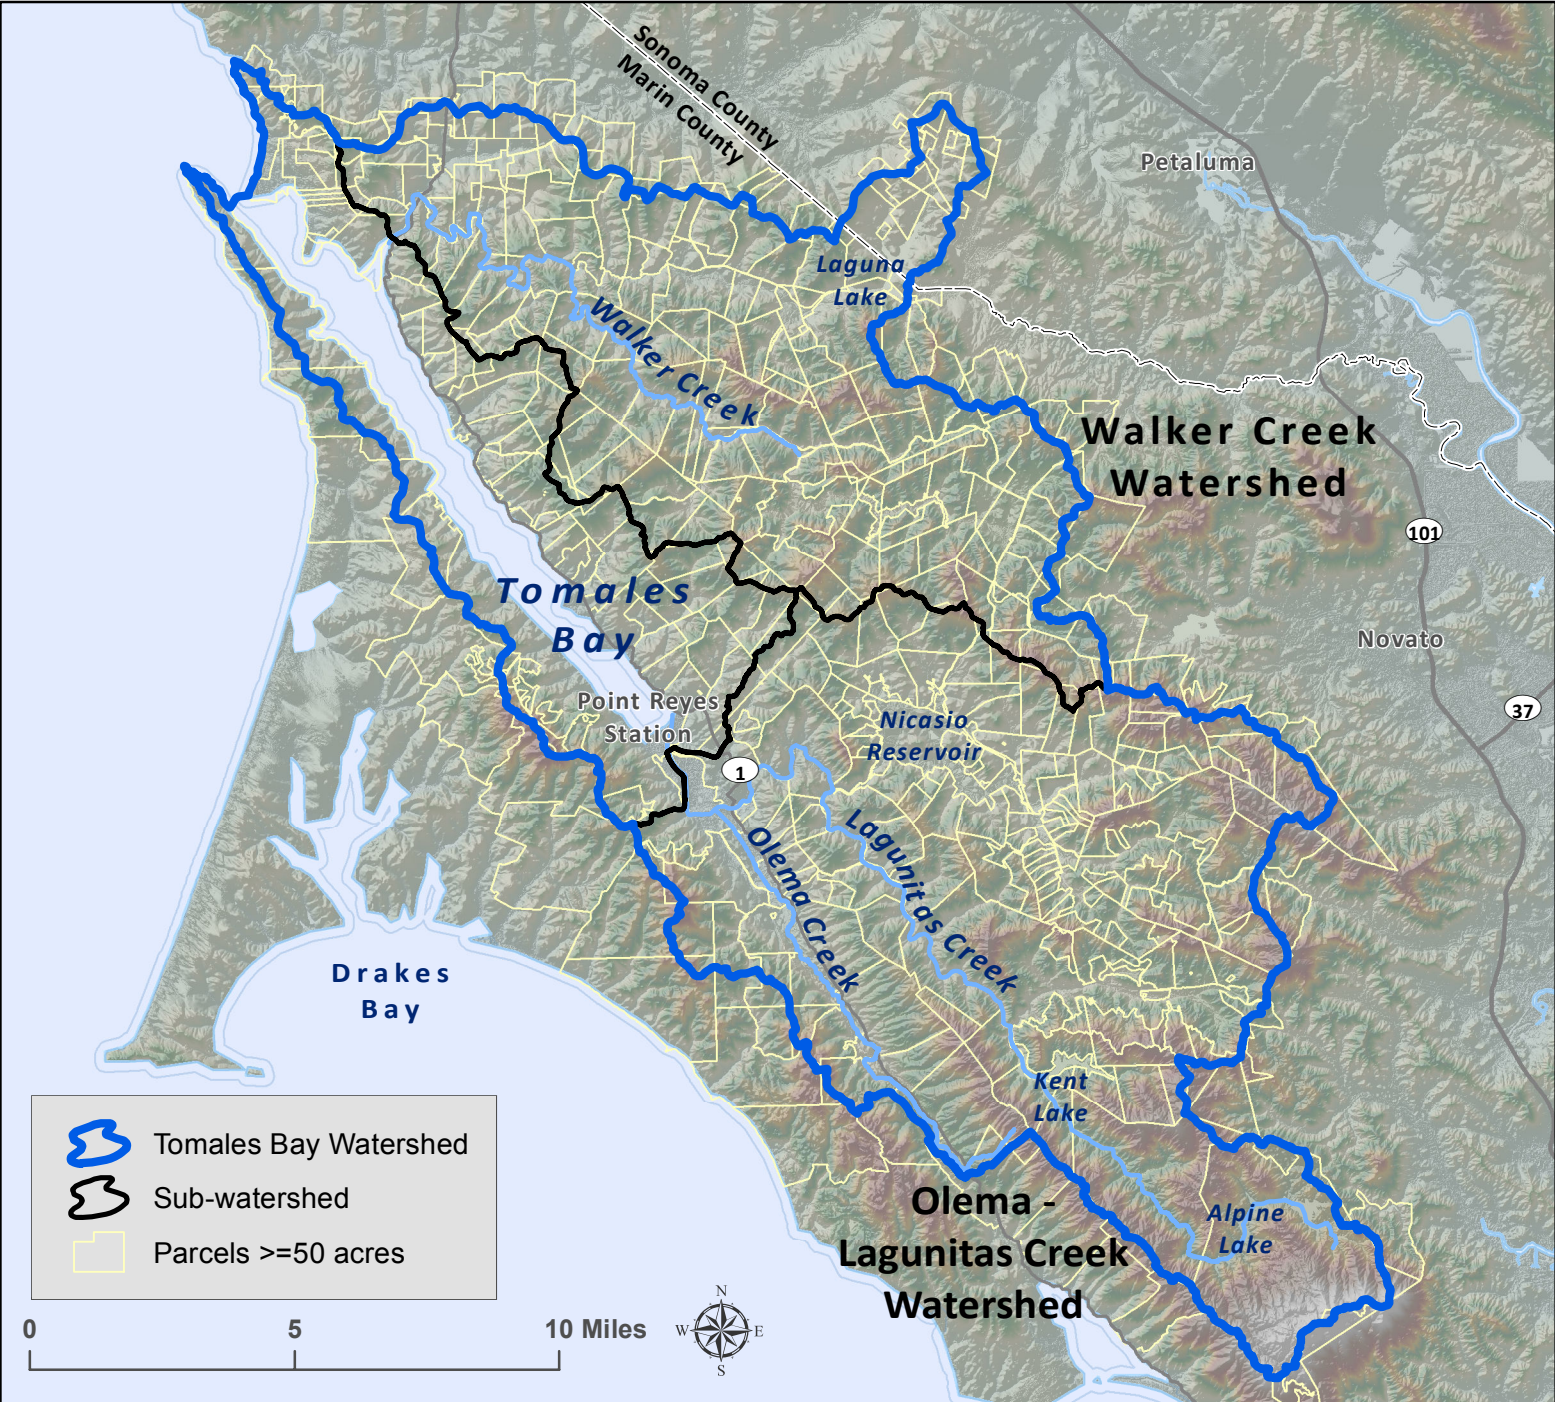 Sonoma County
Marin County
Petaluma
Laguna
Lake
Walker Creek
Walker Creek
Watershed
101
Tomales
Bay
Novato
Point Reyes
Station
Nicasio
Reservoir
37
1
Olema Creek
Lagunitas Creek
Drakes
Bay
Kent
Lake
Tomales Bay Watershed
Sub-watershed
Parcels >=50 acres
Olema -
Lagunitas Creek
Watershed
Alpine
Lake
0 5 10 Miles
N
W E
S